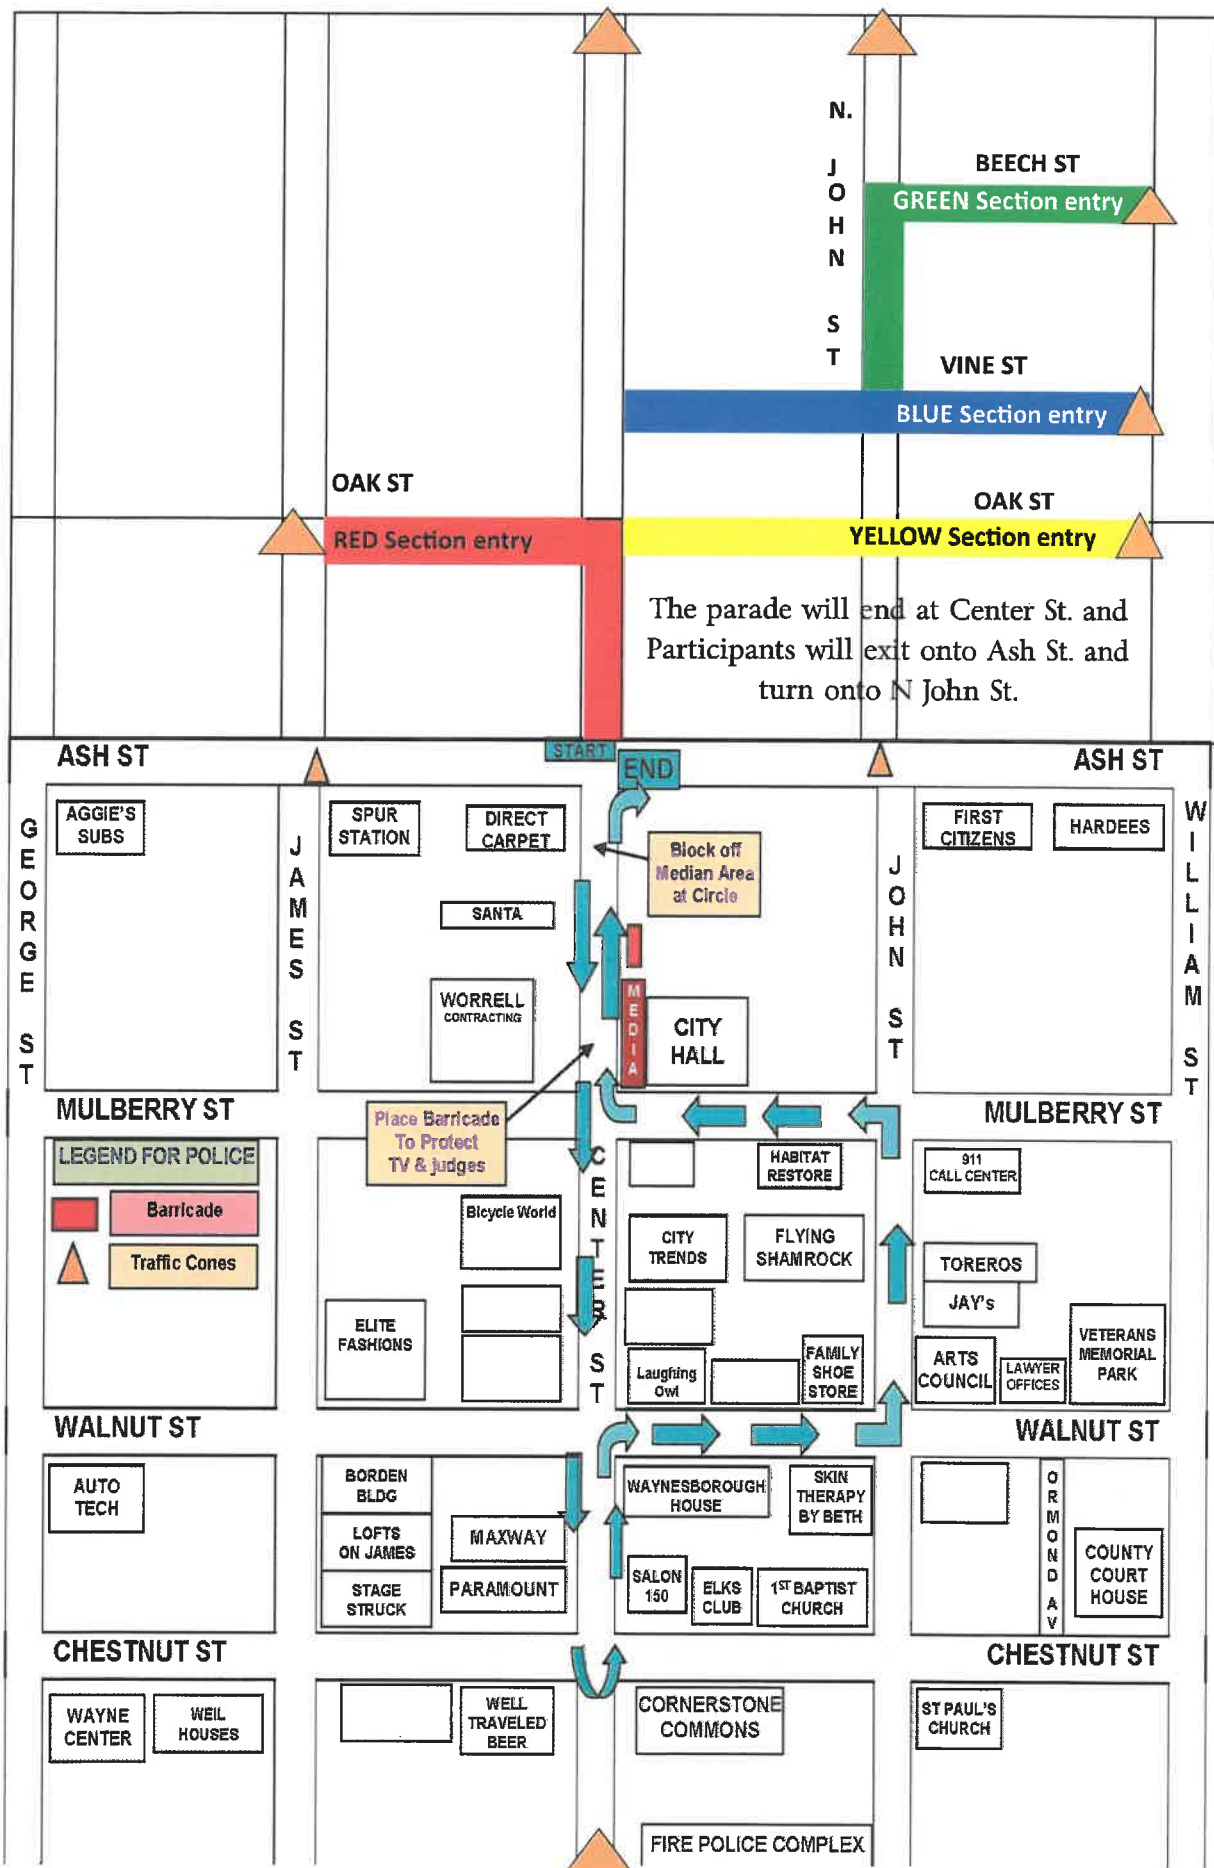 N.
JOHN
ST
BEECH ST
GREEN Section entry
VINE ST
BLUE Section entry
OAK ST
OAK ST
RED Section entry
YELLOW Section entry
The parade will end at Center St. and
Participants will exit onto Ash St. and
turn onto N John St.
ASH ST
START
END
ASH ST
GEORGE ST
AGGIE'S
SUBS
JAMES ST
SPUR
STATION
DIRECT
CARPET
Block off
Median Area
at Circle
JOHN ST
FIRST
CITIZENS
HARDEES
WILLIAM ST
SANTA
WORRELL
CONTRACTING
MEDIA
CITY
HALL
MULBERRY ST
MULBERRY ST
Place Barricade
To Protect
TV & judges
LEGEND FOR POLICE
Barricade
Traffic Cones
CENTER ST
HABITAT
RESTORE
911
CALL CENTER
Bicycle World
CITY
TRENDS
FLYING
SHAMROCK
TOREROS
JAY's
ELITE
FASHIONS
Laughing
Owl
FAMILY
SHOE
STORE
ARTS
COUNCIL
LAWYER
OFFICES
VETERANS
MEMORIAL
PARK
WALNUT ST
WALNUT ST
AUTO
TECH
BORDEN
BLDG
LOFTS
ON JAMES
STAGE
STRUCK
MAXWAY
PARAMOUNT
WAYNESBOROUGH
HOUSE
SKIN
THERAPY
BY BETH
SALON
150
ELKS
CLUB
1ST BAPTIST
CHURCH
ORMOND AV
COUNTY
COURT
HOUSE
CHESTNUT ST
CHESTNUT ST
WAYNE
CENTER
WEIL
HOUSES
WELL
TRAVELED
BEER
CORNERSTONE
COMMONS
ST PAUL'S
CHURCH
FIRE POLICE COMPLEX